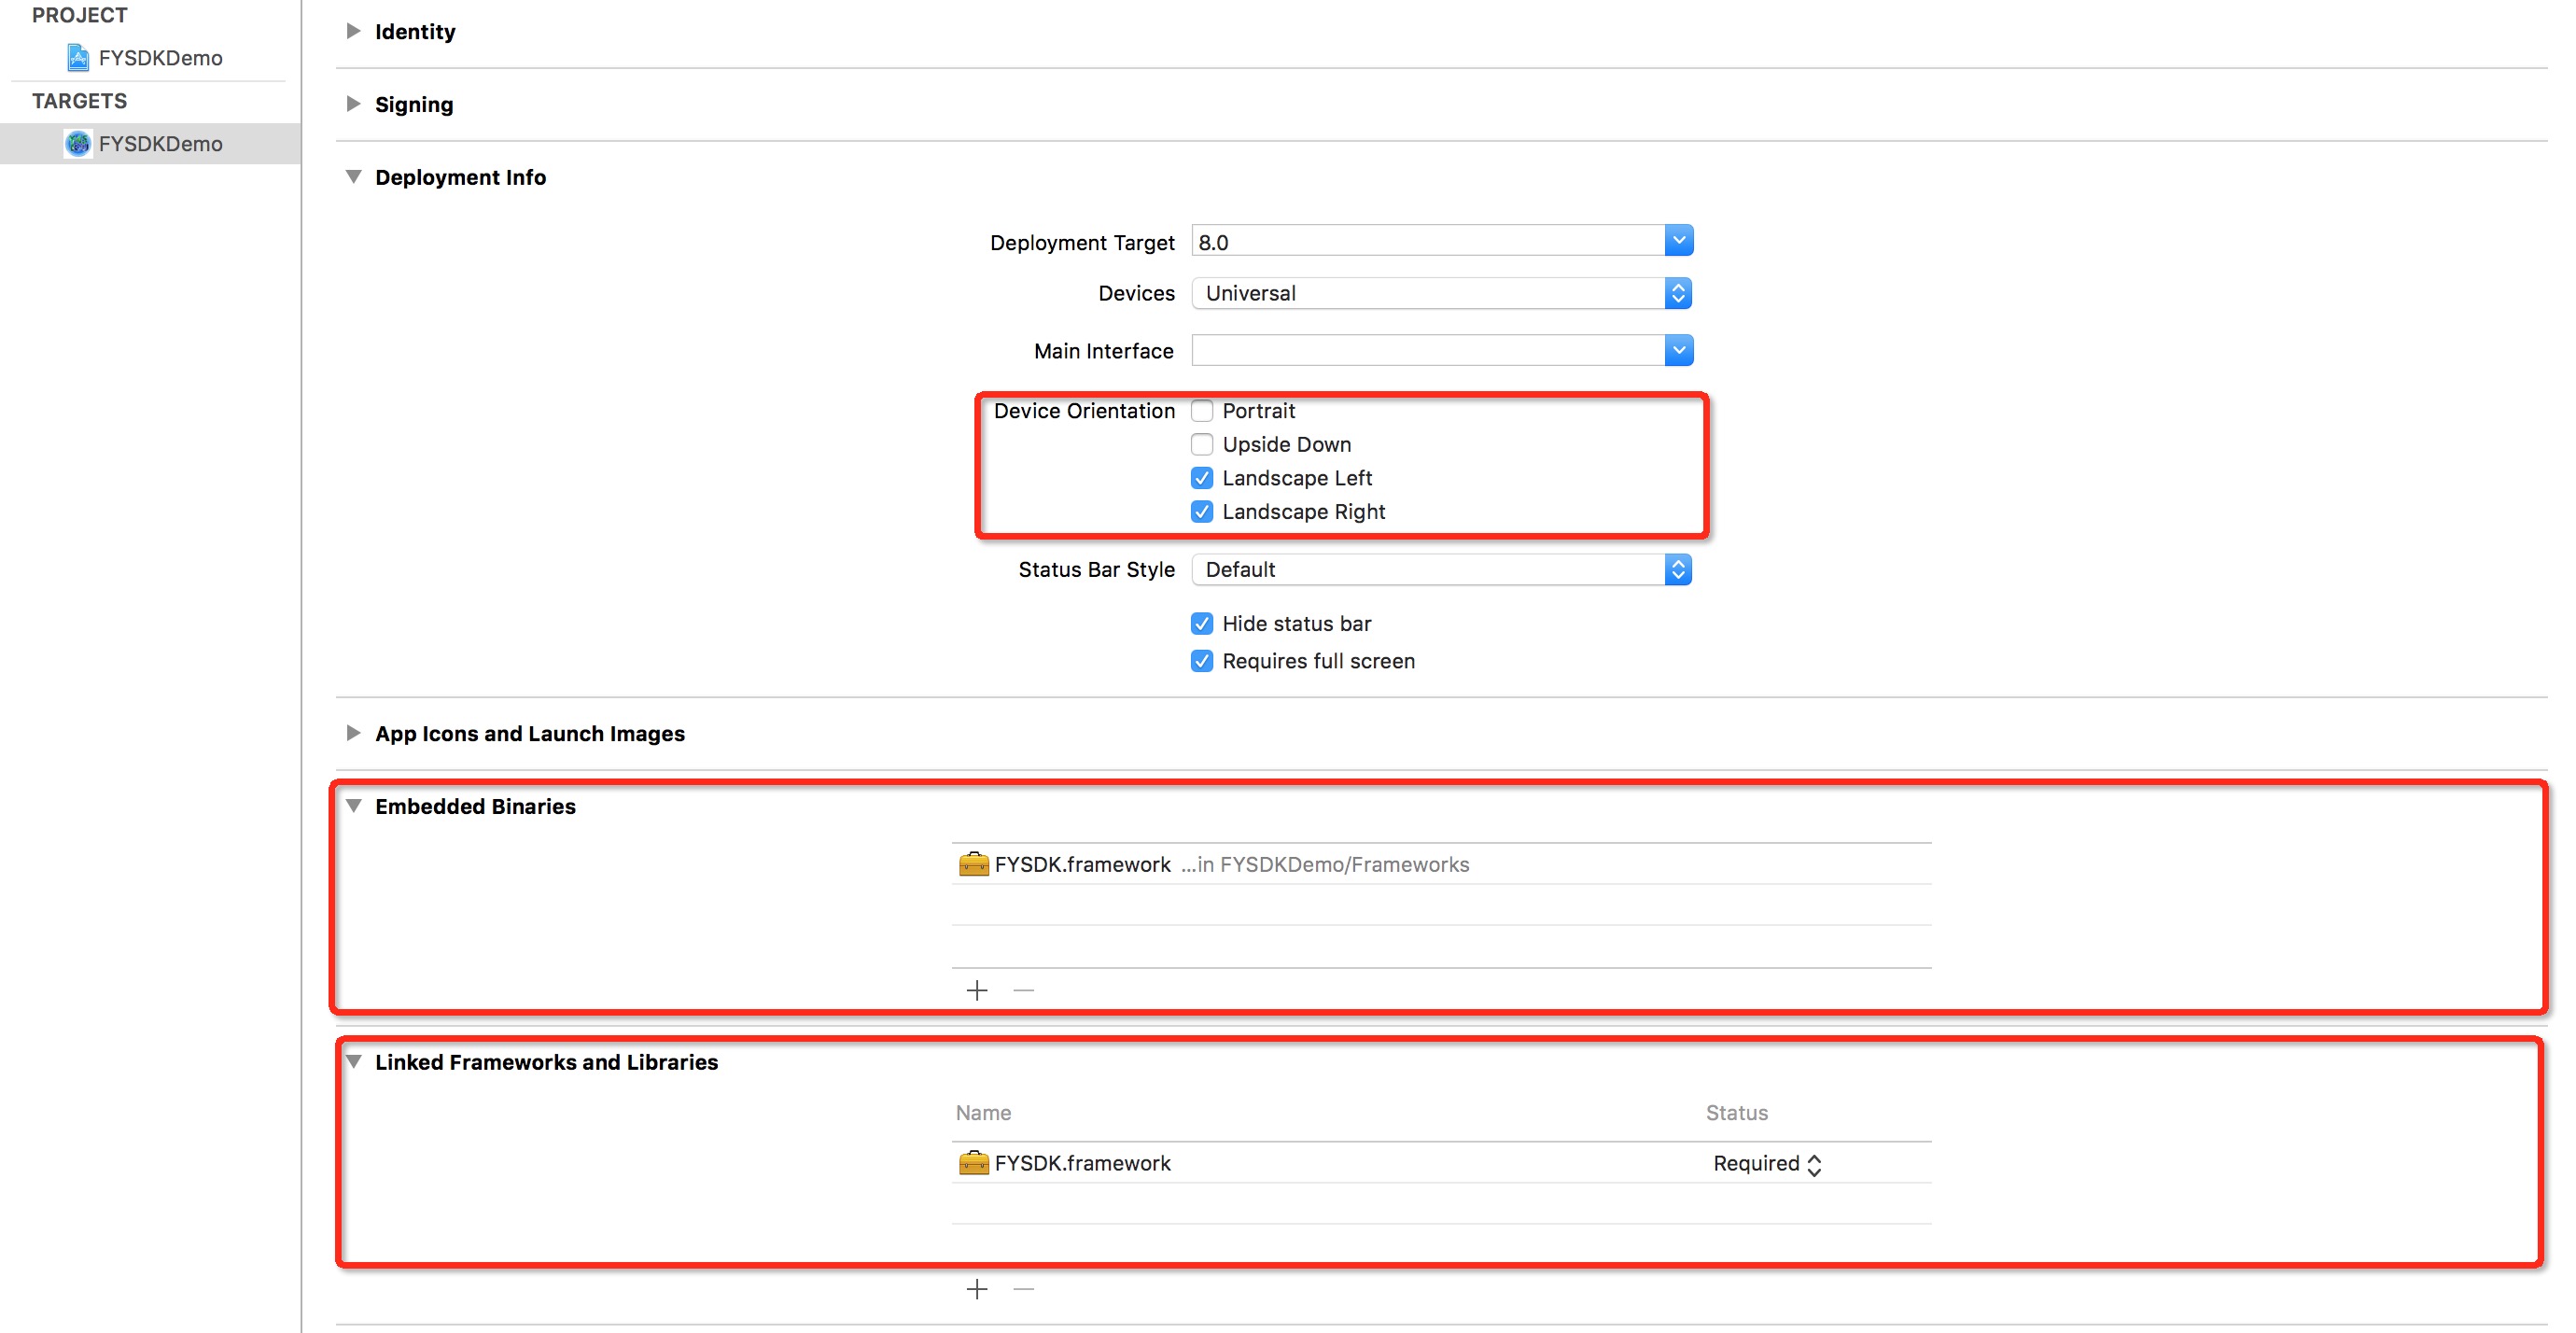 PROJECT
FYSDKDemo
TARGETS
FYSDKDemo
Identity
Signing
Deployment Info
Deployment Target 8.0
Devices Universal
Main Interface
Device Orientation Portrait
Upside Down
Landscape Left
Landscape Right
Status Bar Style Default
Hide status bar
Requires full screen
App Icons and Launch Images
Embedded Binaries
FYSDK.framework ...in FYSDKDemo/Frameworks
Linked Frameworks and Libraries
Name Status
FYSDK.framework Required